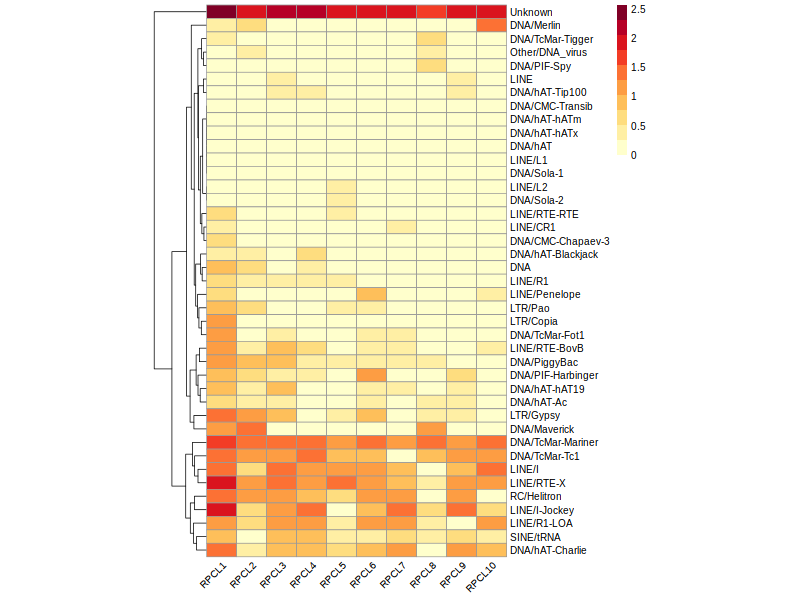 Unknown
DNA/Merlin
DNA/TcMar-Tigger
Other/DNA_virus
DNA/PIF-Spy
LINE
DNA/hAT-Tip100
DNA/CMC-Transib
DNA/hAT-hATm
DNA/hAT-hATx
DNA/hAT
LINE/L1
DNA/Sola-1
LINE/L2
DNA/Sola-2
LINE/RTE-RTE
LINE/CR1
DNA/CMC-Chapaev-3
DNA/hAT-Blackjack
DNA
LINE/R1
LINE/Penelope
LTR/Pao
LTR/Copia
DNA/TcMar-Fot1
LINE/RTE-BovB
DNA/PiggyBac
DNA/PIF-Harbinger
DNA/hAT-hAT19
DNA/hAT-Ac
LTR/Gypsy
DNA/Maverick
DNA/TcMar-Mariner
DNA/TcMar-Tc1
LINE/I
LINE/RTE-X
RC/Helitron
LINE/I-Jockey
LINE/R1-LOA
SINE/tRNA
DNA/hAT-Charlie
RPCL1 RPCL2 RPCL3 RPCL4 RPCL5 RPCL6 RPCL7 RPCL8 RPCL9 RPCL10
2.5
2
1.5
1
0.5
0